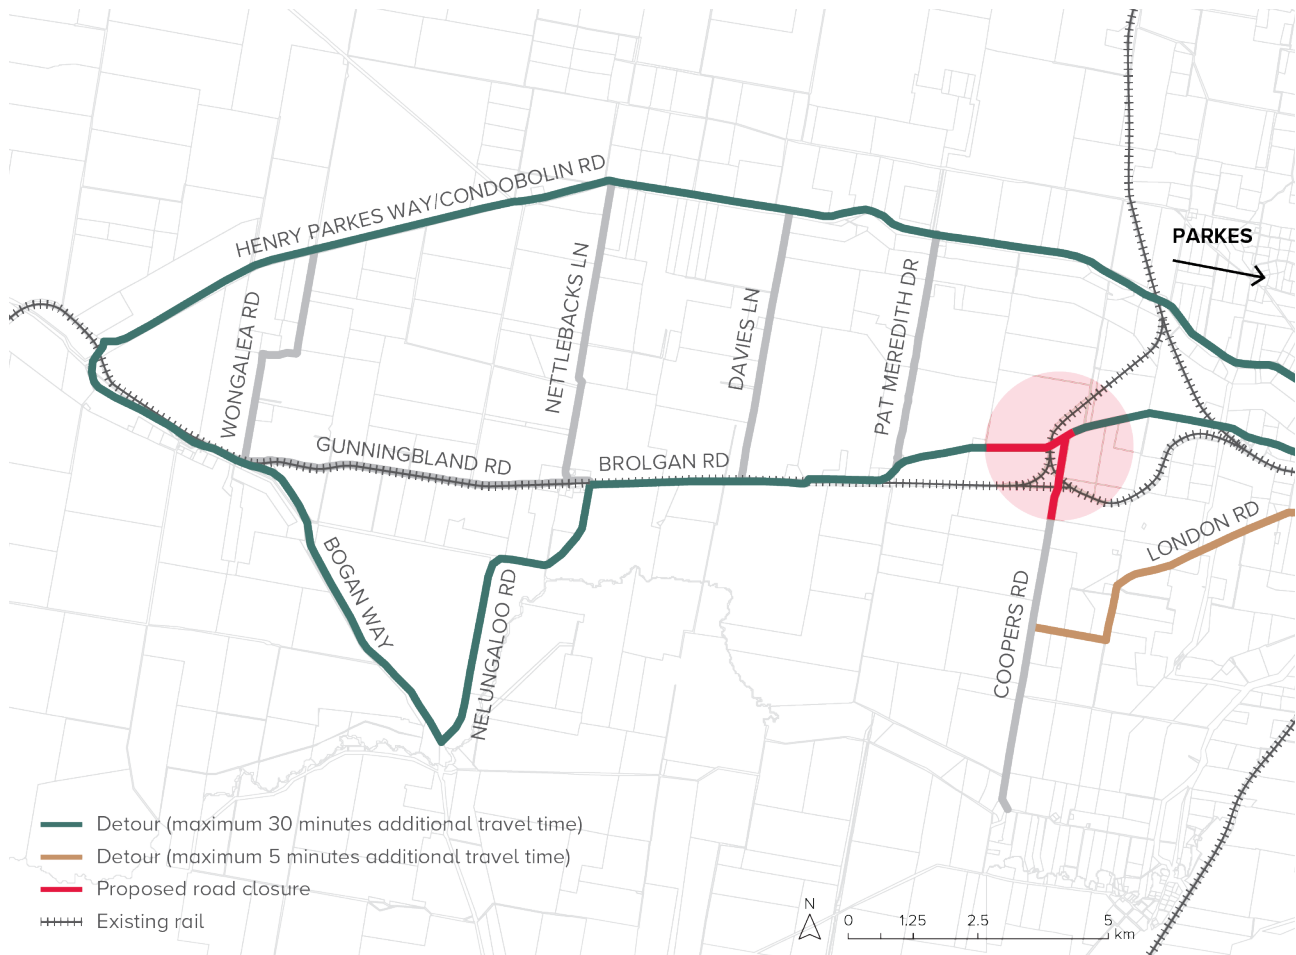 HENRY PARKES WAY/CONDOBOLIN RD
PARKES
WONGALEA RD
NETTLEBACKS LN
DAVIES LN
PAT MEREDITH DR
GUNNINGBLAND RD
BROLGAN RD
BOGAN WAY
NELUNGALOO RD
COOPERS RD
LONDON RD
Detour (maximum 30 minutes additional travel time)
Detour (maximum 5 minutes additional travel time)
Proposed road closure
Existing rail
N
0 1.25 2.5 5
km